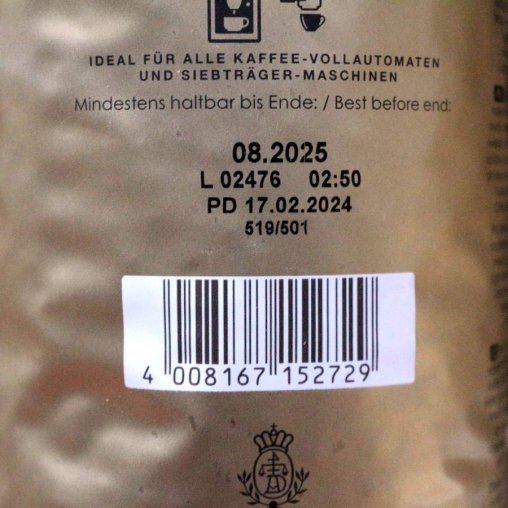 IDEAL FÜR ALLE KAFFEE-VOLLAUTOMATEN
UND SIEBTRÄGER-MASCHINEN
Mindestens haltbar bis Ende: / Best before end:
08.2025
L 02476 02:50
PD 17.02.2024
519/501
4 008167 152729